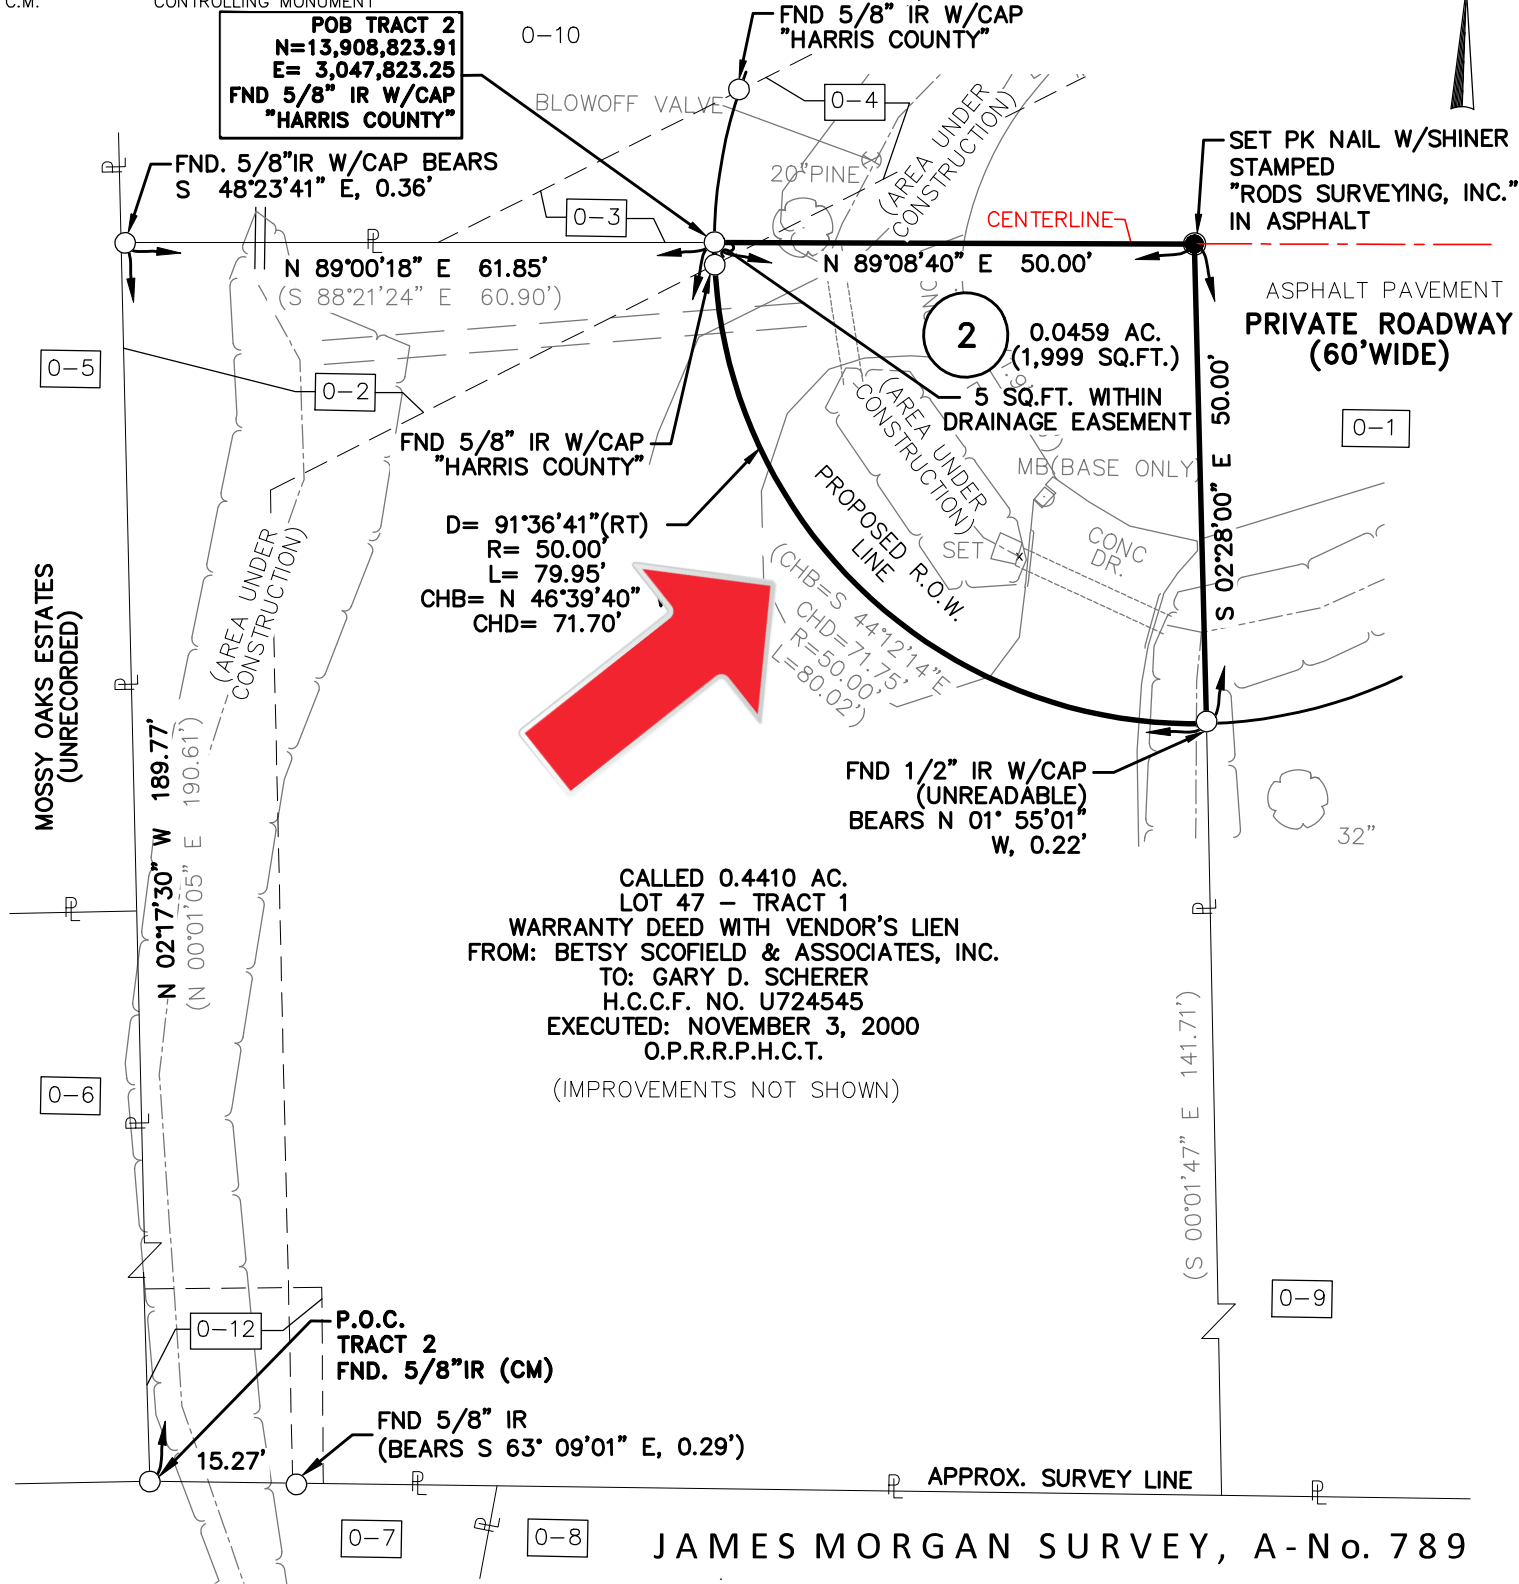 C.M. CONTROLLING MONUMENT
POB TRACT 2
N=13,908,823.91
E= 3,047,823.25
FND 5/8" IR W/CAP
"HARRIS COUNTY"
0-10
FND 5/8" IR W/CAP
"HARRIS COUNTY"
BLOWOFF VALVE
0-4
(AREA UNDER
CONSTRUCTION)
20"PINE
SET PK NAIL W/SHINER
STAMPED
"RODS SURVEYING, INC."
IN ASPHALT
FND. 5/8"IR W/CAP BEARS
S 48°23'41" E, 0.36'
0-3
CENTERLINE
PL
N 89°00'18" E 61.85'
(S 88°21'24" E 60.90')
N 89°08'40" E 50.00'
ASPHALT PAVEMENT
PRIVATE ROADWAY
(60'WIDE)
2
0.0459 AC.
(1,999 SQ.FT.)
5 SQ.FT. WITHIN
DRAINAGE EASEMENT
0-5
0-2
0-1
FND 5/8" IR W/CAP
"HARRIS COUNTY"
(AREA UNDER
CONSTRUCTION)
MB(BASE ONLY)
S 02°28'00" E 50.00'
PROPOSED R.O.W.
LINE
SET
CONC
DR.
D= 91°36'41"(RT)
R= 50.00'
L= 79.95'
CHB= N 46°39'40"
CHD= 71.70'
(CHB=S 44°12'14"E
CHD=71.75'
R=50.00'
L=80.02')
(AREA UNDER
CONSTRUCTION)
MOSSY OAKS ESTATES
(UNRECORDED)
PL
N 02°17'30" W 189.77'
(N 00°01'05" E 190.61')
FND 1/2" IR W/CAP
(UNREADABLE)
BEARS N 01° 55'01"
W, 0.22'
32"
CALLED 0.4410 AC.
LOT 47 – TRACT 1
WARRANTY DEED WITH VENDOR'S LIEN
FROM: BETSY SCOFIELD & ASSOCIATES, INC.
TO: GARY D. SCHERER
H.C.C.F. NO. U724545
EXECUTED: NOVEMBER 3, 2000
O.P.R.R.P.H.C.T.
(IMPROVEMENTS NOT SHOWN)
PL
PL
(S 00°01'47" E 141.71')
0-6
PL
0-9
0-12
P.O.C.
TRACT 2
FND. 5/8"IR (CM)
FND 5/8" IR
(BEARS S 63° 09'01" E, 0.29')
15.27'
PL
PL
APPROX. SURVEY LINE
PL
PL
0-7
0-8
JAMES MORGAN SURVEY, A-No. 789